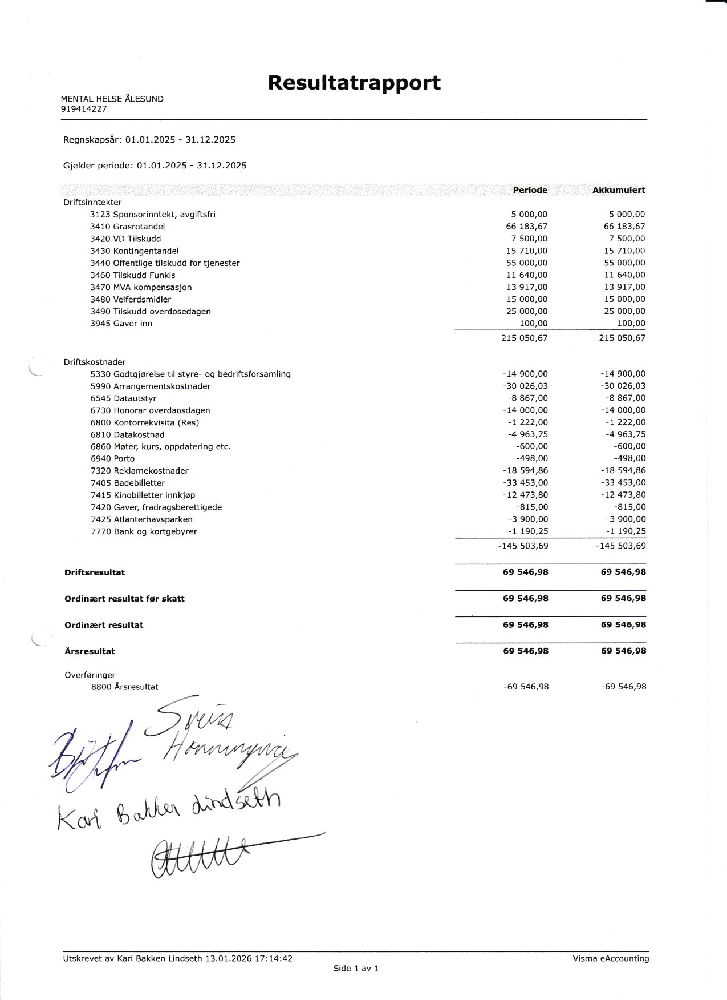 Resultatrapport
MENTAL HELSE ÅLESUND
919414227
Regnskapsår: 01.01.2025 - 31.12.2025
Gjelder periode: 01.01.2025 - 31.12.2025
Periode Akkumulert
Driftsinntekter
3123 Sponsorinntekt, avgiftsfri 5 000,00 5 000,00
3410 Grasrotandel 66 183,67 66 183,67
3420 VD Tilskudd 7 500,00 7 500,00
3430 Kontingentandel 15 710,00 15 710,00
3440 Offentlige tilskudd for tjenester 55 000,00 55 000,00
3460 Tilskudd Funkis 11 640,00 11 640,00
3470 MVA kompensasjon 13 917,00 13 917,00
3480 Velferdsmidler 15 000,00 15 000,00
3490 Tilskudd overdosedagen 25 000,00 25 000,00
3945 Gaver inn 100,00 100,00
215 050,67 215 050,67
Driftskostnader
5330 Godtgjørelse til styre- og bedriftsforsamling -14 900,00 -14 900,00
5990 Arrangementskostnader -30 026,03 -30 026,03
6545 Datautstyr -8 867,00 -8 867,00
6730 Honorar overdaosdagen -14 000,00 -14 000,00
6800 Kontorrekvisita (Res) -1 222,00 -1 222,00
6810 Datakostnad -4 963,75 -4 963,75
6860 Møter, kurs, oppdatering etc. -600,00 -600,00
6940 Porto -498,00 -498,00
7320 Reklamekostnader -18 594,86 -18 594,86
7405 Badebilletter -33 453,00 -33 453,00
7415 Kinobilletter innkjøp -12 473,80 -12 473,80
7420 Gaver, fradragsberettigede -815,00 -815,00
7425 Atlanterhavsparken -3 900,00 -3 900,00
7770 Bank og kortgebyrer -1 190,25 -1 190,25
-145 503,69 -145 503,69
Driftsresultat 69 546,98 69 546,98
Ordinært resultat før skatt 69 546,98 69 546,98
Ordinært resultat 69 546,98 69 546,98
Årsresultat 69 546,98 69 546,98
Overføringer
8800 Årsresultat -69 546,98 -69 546,98
Svein
Kari Bakken Lindseth
Utskrevet av Kari Bakken Lindseth 13.01.2026 17:14:42 Visma eAccounting
Side 1 av 1